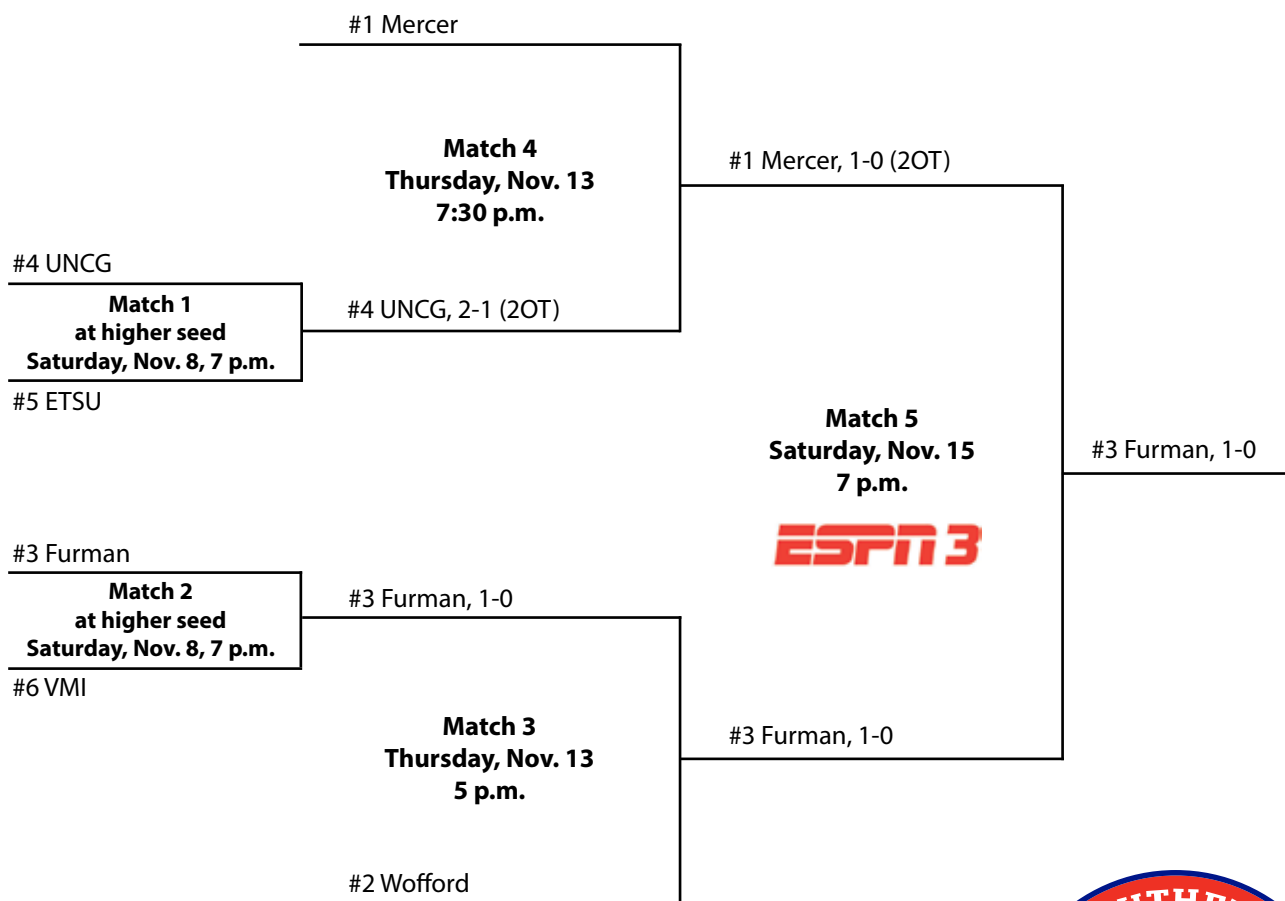 #1 Mercer
Match 4
Thursday, Nov. 13
7:30 p.m.
#1 Mercer, 1-0 (2OT)
#4 UNCG
Match 1
at higher seed
Saturday, Nov. 8, 7 p.m.
#4 UNCG, 2-1 (2OT)
#5 ETSU
Match 5
Saturday, Nov. 15
7 p.m.
ESPN 3
#3 Furman, 1-0
#3 Furman
Match 2
at higher seed
Saturday, Nov. 8, 7 p.m.
#3 Furman, 1-0
#6 VMI
Match 3
Thursday, Nov. 13
5 p.m.
#3 Furman, 1-0
#2 Wofford